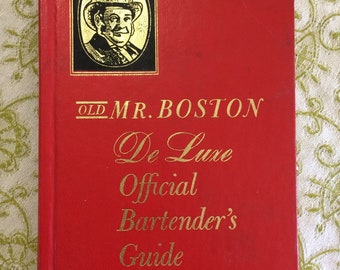 OLD MR. BOSTON
De Luxe
Official
Bartender's
Guide